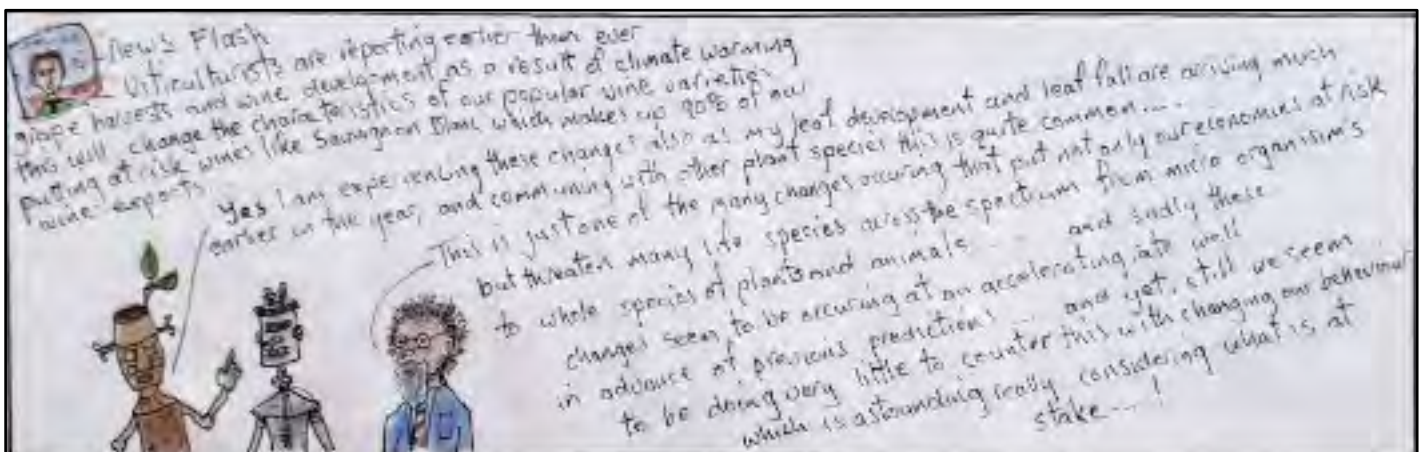 News Flash
Viticulturists are reporting earlier than ever
grape harvests and wine development as a result of climate warming
this will change the characteristics of our popular wine varieties
putting at risk wines like Sauvignon Blanc which makes up 90% of our
wine exports
Yes I am experiencing these changes also as my leaf development and leaf fall are arriving much
earlier in the year, and communing with other plant species this is quite common....
This is just one of the many changes occuring that put not only our economies at risk
but threaten many life species across the spectrum from micro organisim's
to whole species of plants and animals.... and sadly these
changes seem to be occuring at an accelerating rate well
in advance of previous predictions ... and yet, still we seem
to be doing very little to counter this with changing our behaviour
which is astounding really considering what is at
stake...!